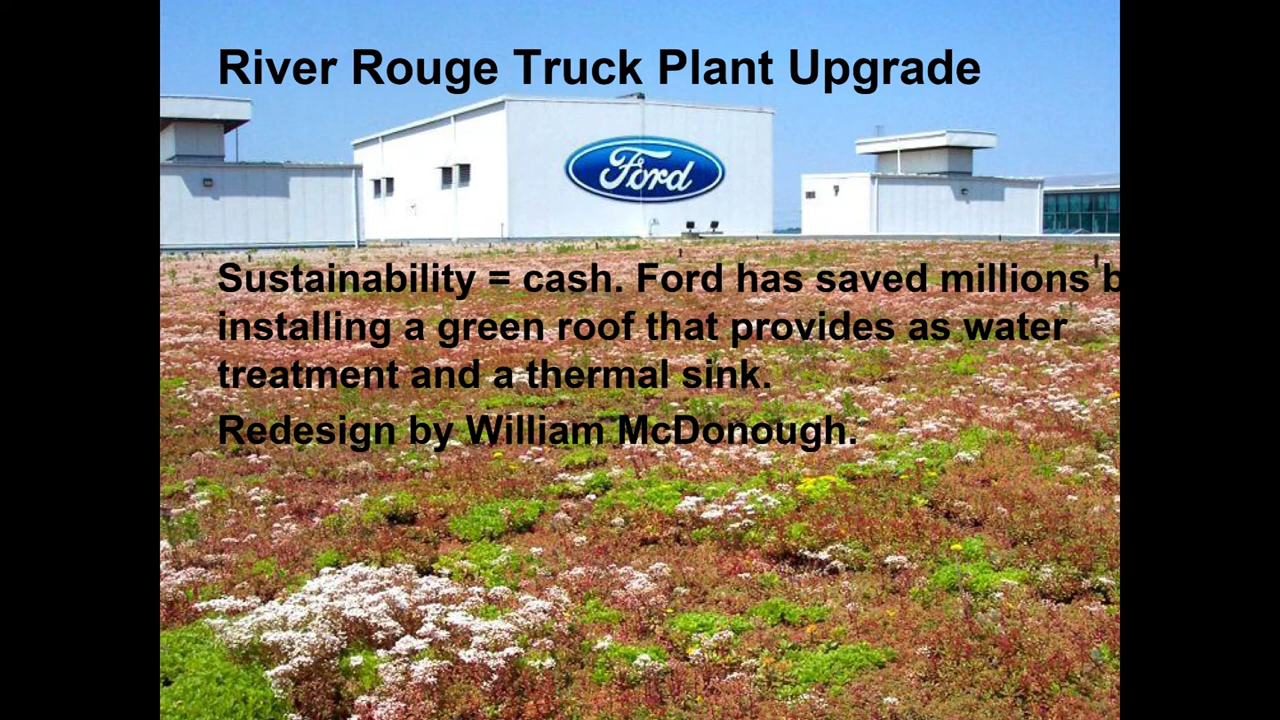 River Rouge Truck Plant Upgrade
Ford
Sustainability = cash. Ford has saved millions b
installing a green roof that provides as water
treatment and a thermal sink.
Redesign by William McDonough.